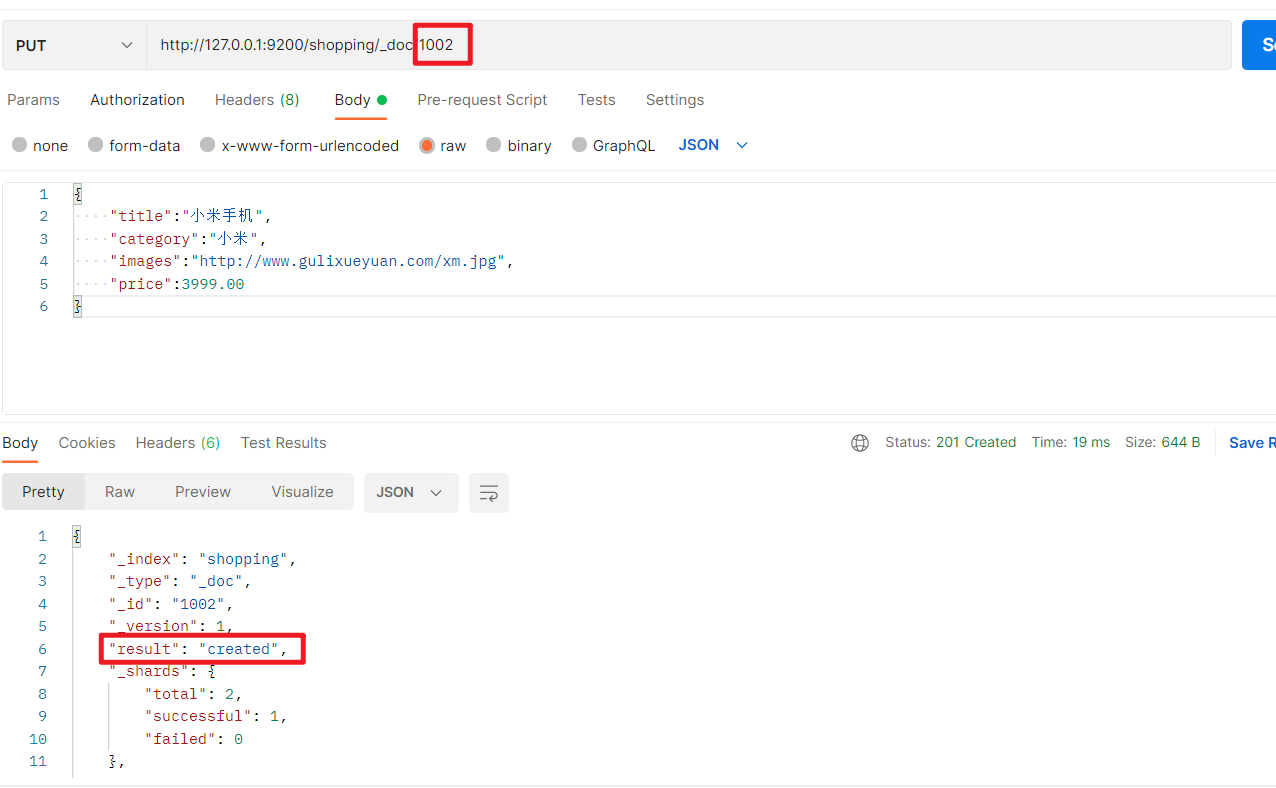 PUT http://127.0.0.1:9200/shopping/_doc/1002
Params Authorization Headers (8) Body Pre-request Script Tests Settings
none form-data x-www-form-urlencoded raw binary GraphQL JSON
1 {
2 "title":"小米手机",
3 "category":"小米",
4 "images":"http://www.gulixueyuan.com/xm.jpg",
5 "price":3999.00
6 }
Body Cookies Headers (6) Test Results Status: 201 Created Time: 19 ms Size: 644 B Save R
Pretty Raw Preview Visualize JSON
1 {
2 "_index": "shopping",
3 "_type": "_doc",
4 "_id": "1002",
5 "_version": 1,
6 "result": "created",
7 "_shards": {
8 "total": 2,
9 "successful": 1,
10 "failed": 0
11 },